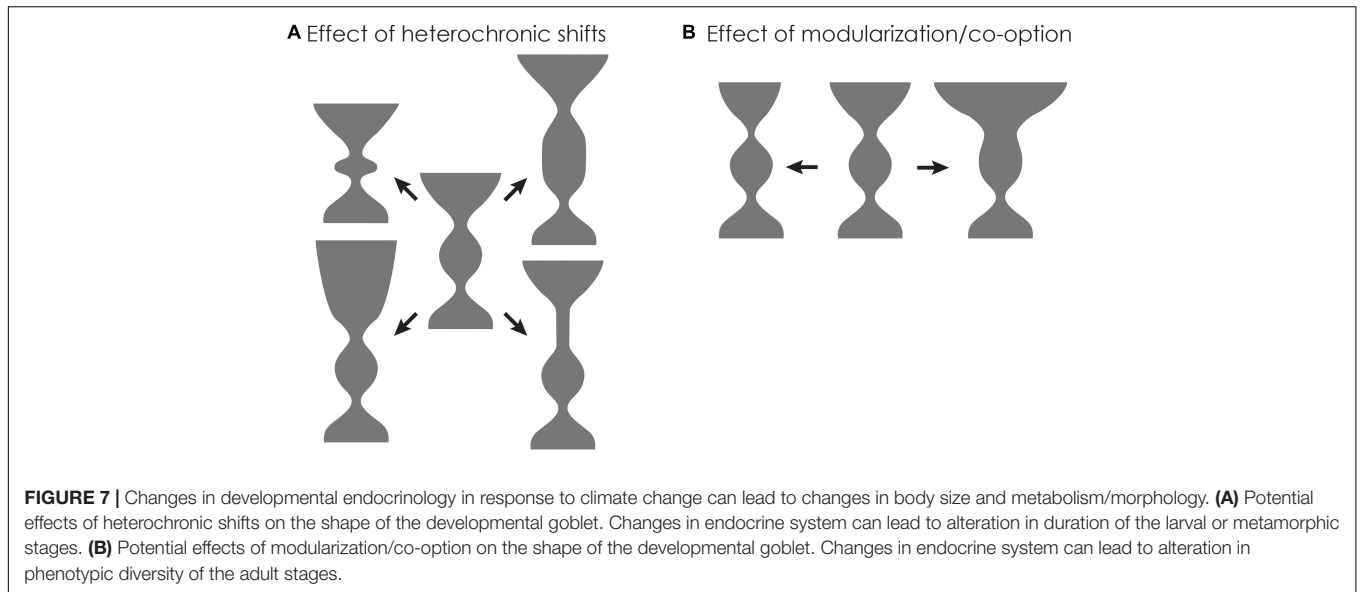 A Effect of heterochronic shifts
B Effect of modularization/co-option
FIGURE 7 | Changes in developmental endocrinology in response to climate change can lead to changes in body size and metabolism/morphology. (A) Potential
effects of heterochronic shifts on the shape of the developmental goblet. Changes in endocrine system can lead to alteration in duration of the larval or metamorphic
stages. (B) Potential effects of modularization/co-option on the shape of the developmental goblet. Changes in endocrine system can lead to alteration in
phenotypic diversity of the adult stages.